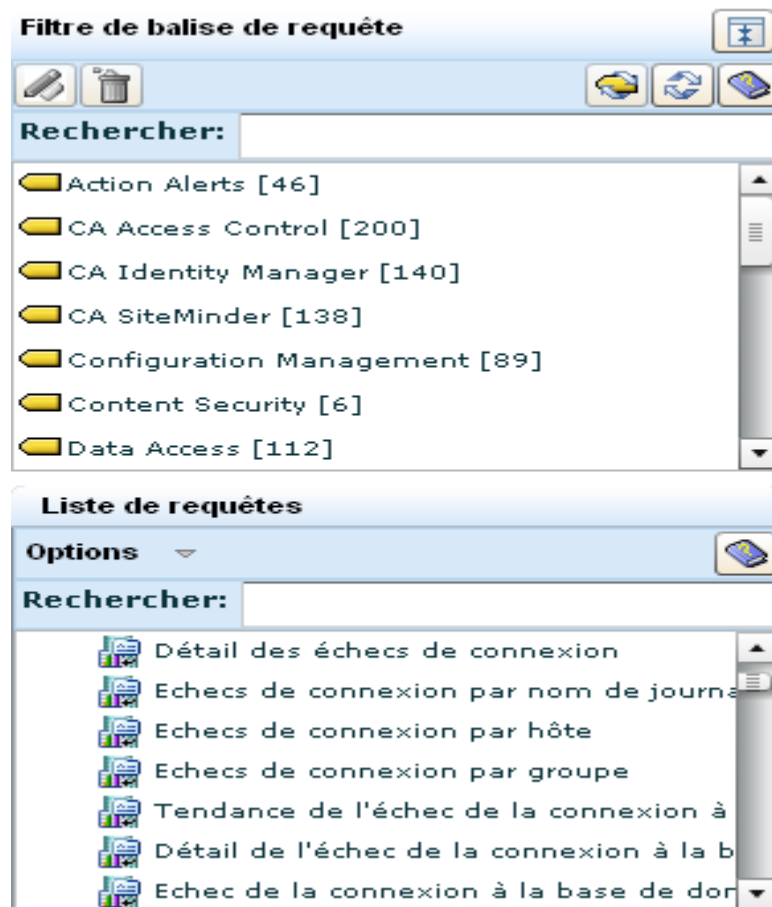 Filtre de balise de requête
Rechercher:
Action Alerts [46]
CA Access Control [200]
CA Identity Manager [140]
CA SiteMinder [138]
Configuration Management [89]
Content Security [6]
Data Access [112]
Liste de requêtes
Options
Rechercher:
Détail des échecs de connexion
Echecs de connexion par nom de journa
Echecs de connexion par hôte
Echecs de connexion par groupe
Tendance de l'échec de la connexion à
Détail de l'échec de la connexion à la b
Echec de la connexion à la base de don